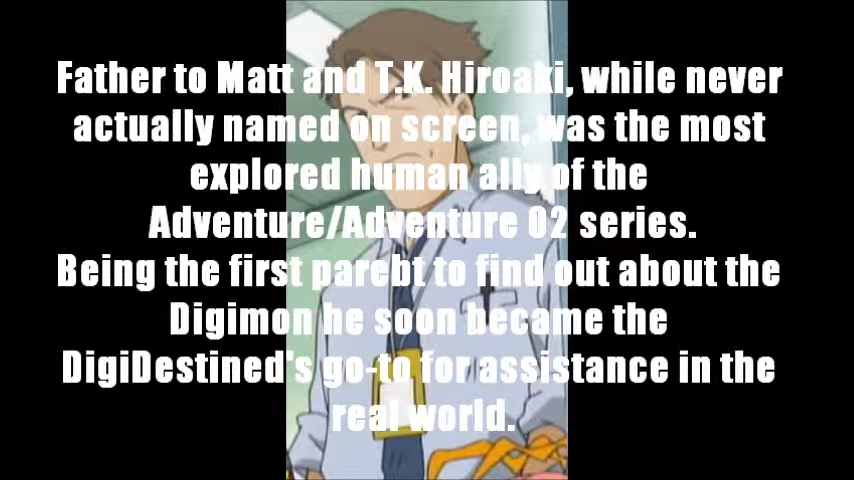 Father to Matt and T.K. Hiroaki, while never
actually named on screen, was the most
explored human ally of the
Adventure/Adventure 02 series.
Being the first parebt to find out about the
Digimon he soon became the
DigiDestined's go-to for assistance in the
real world.